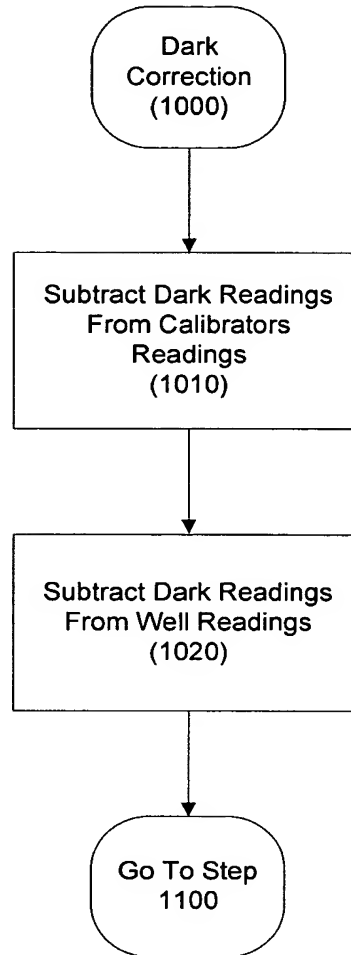 Dark
Correction
(1000)
Subtract Dark Readings
From Calibrators
Readings
(1010)
Subtract Dark Readings
From Well Readings
(1020)
Go To Step
1100